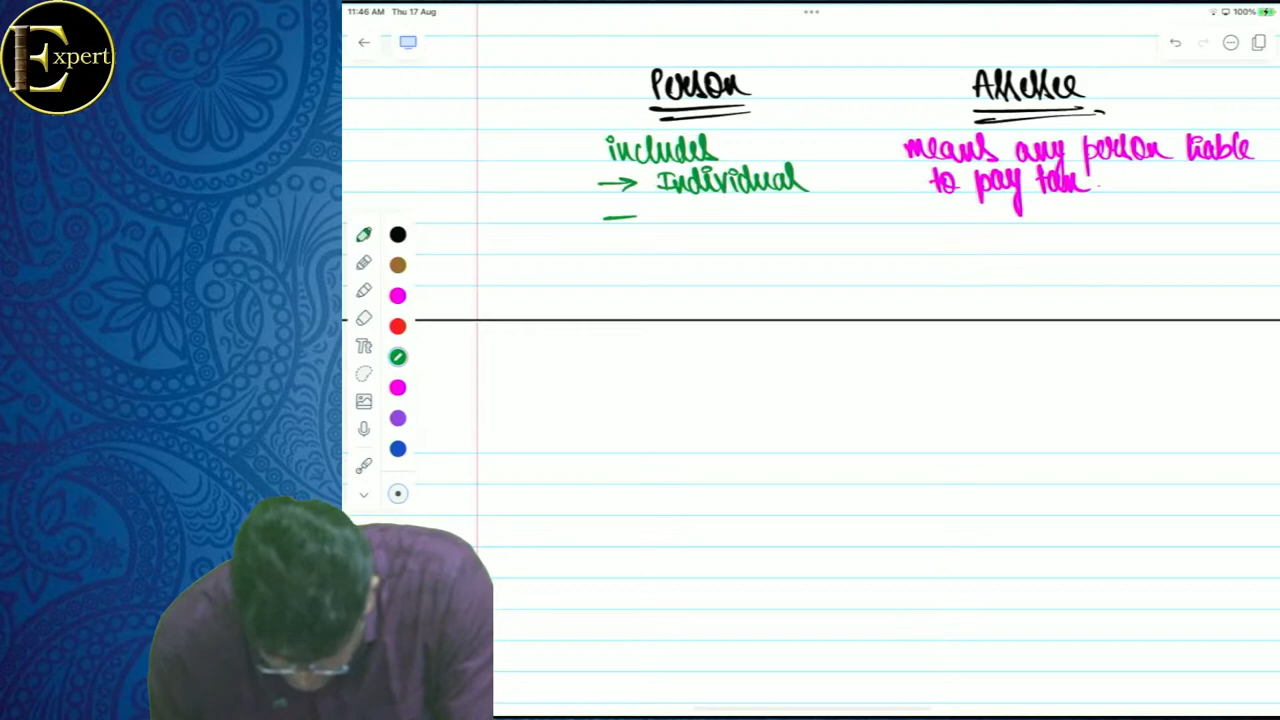 Expert
11:46 AM Thu 17 Aug
100%
Person
includes
→ Individual
Assessee
means any person liable
to pay tax
Tt